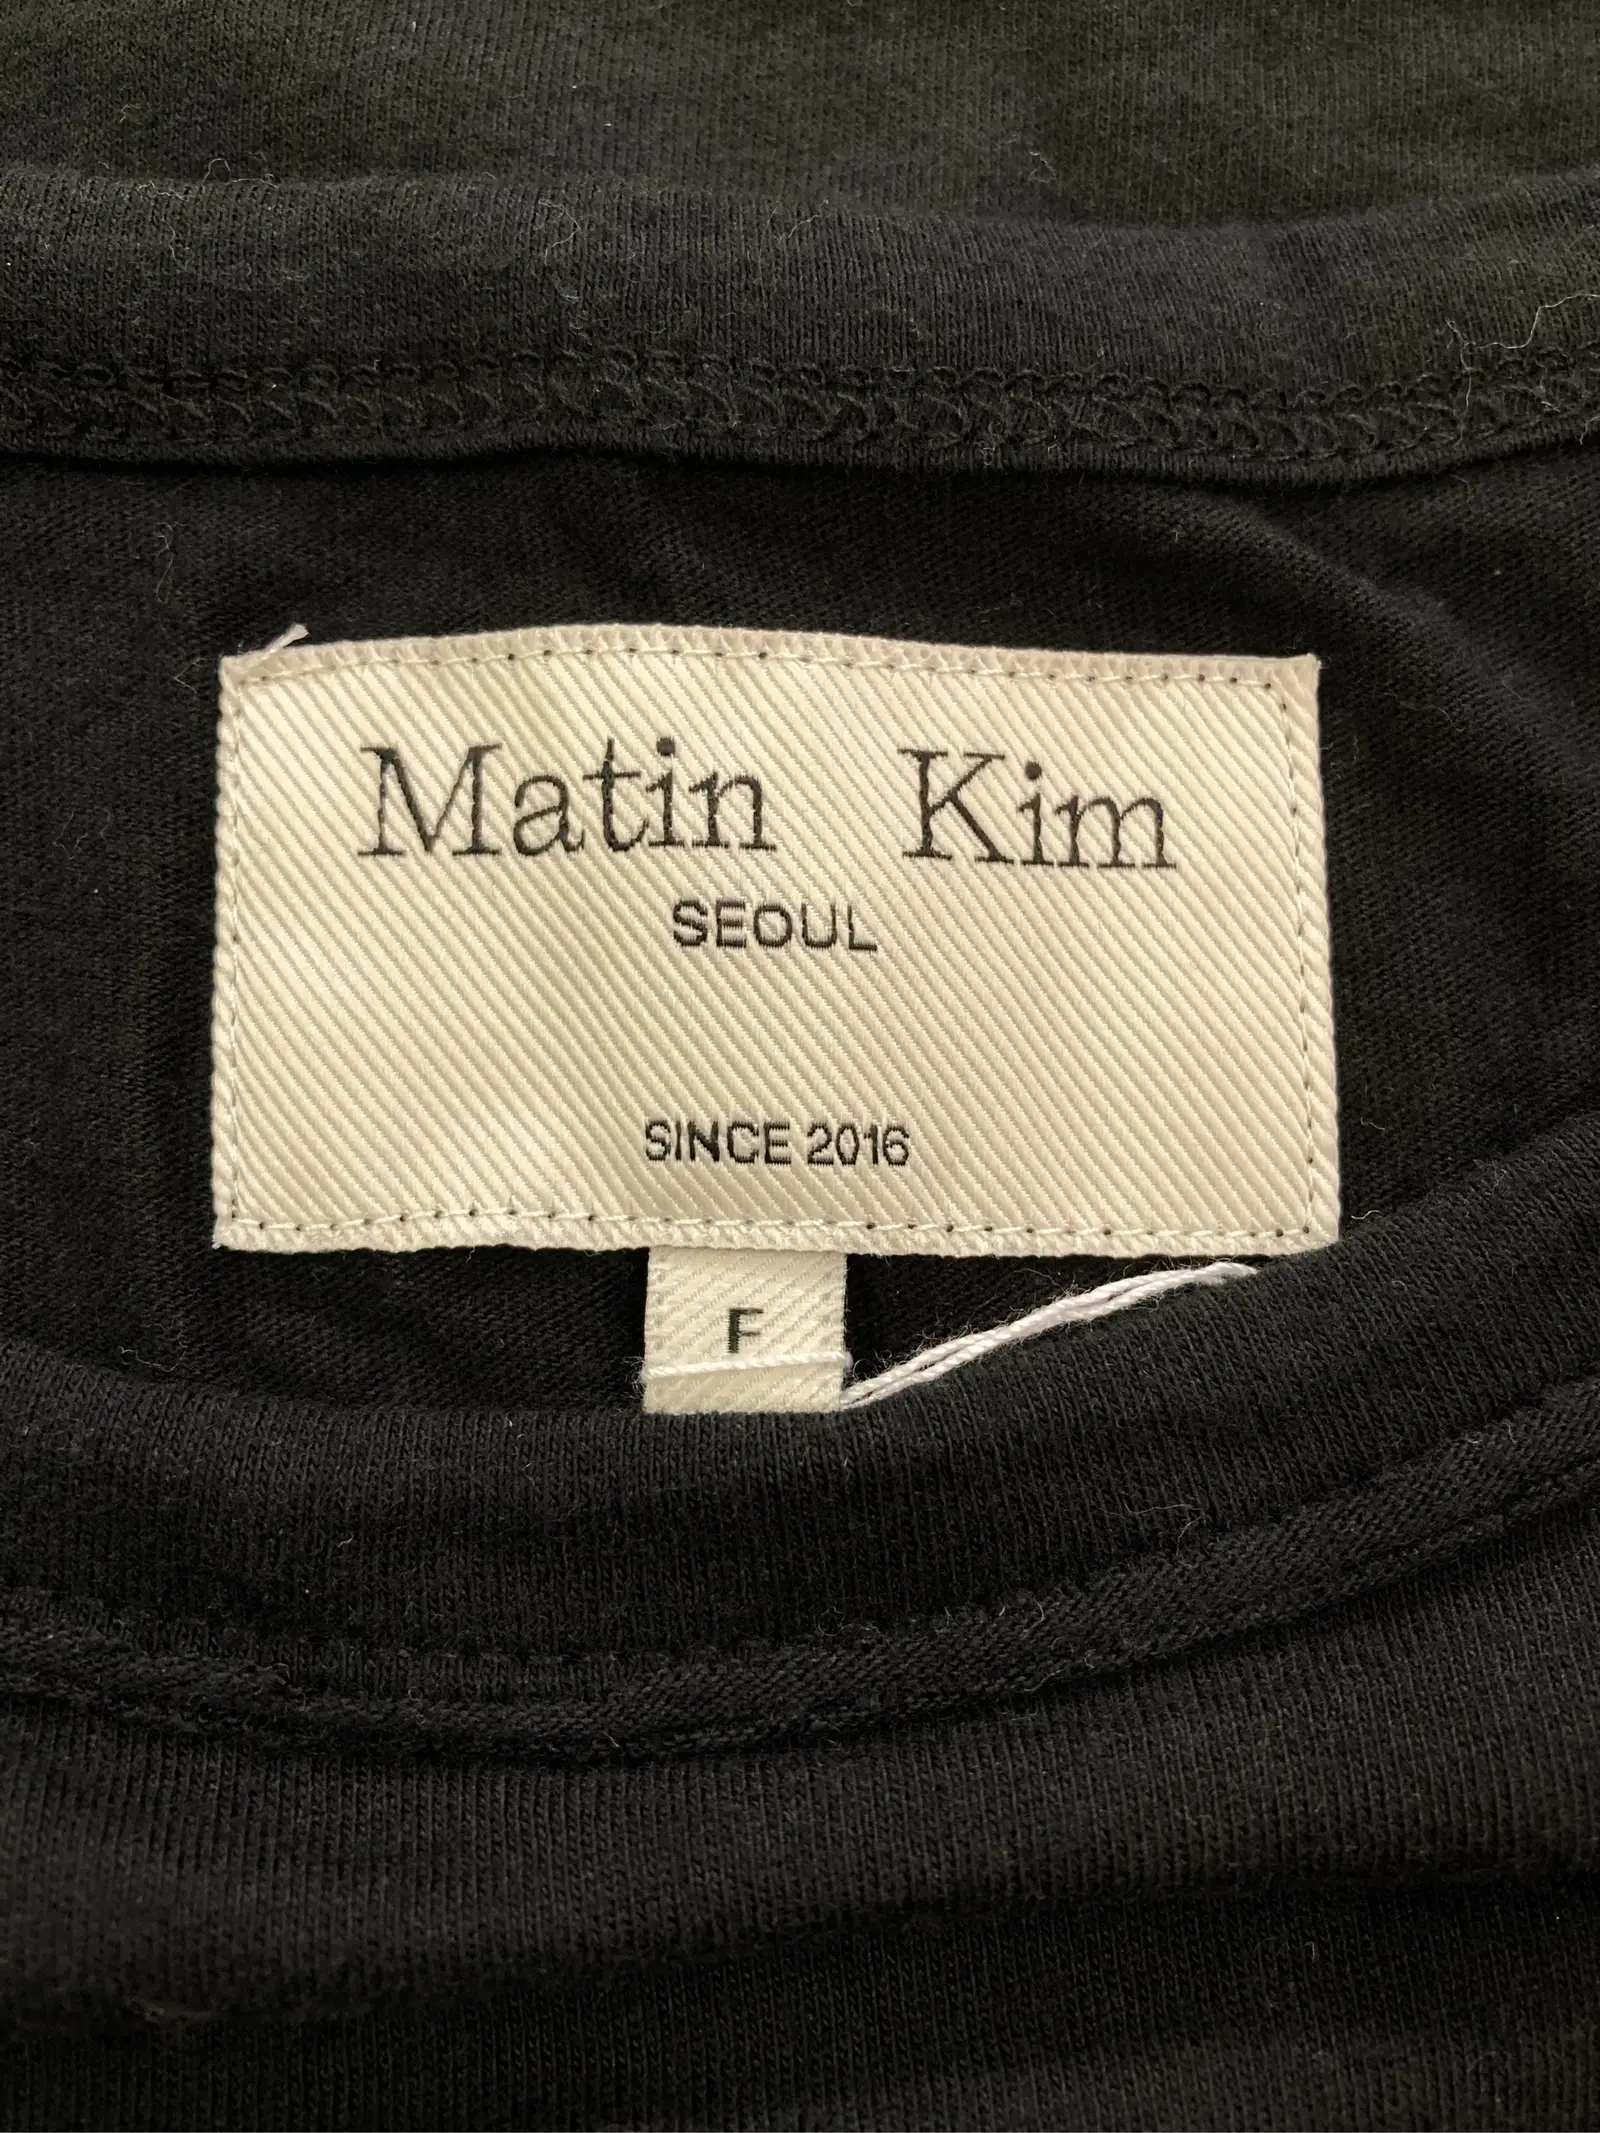 Matin Kim
SEOUL
SINCE 2016
F